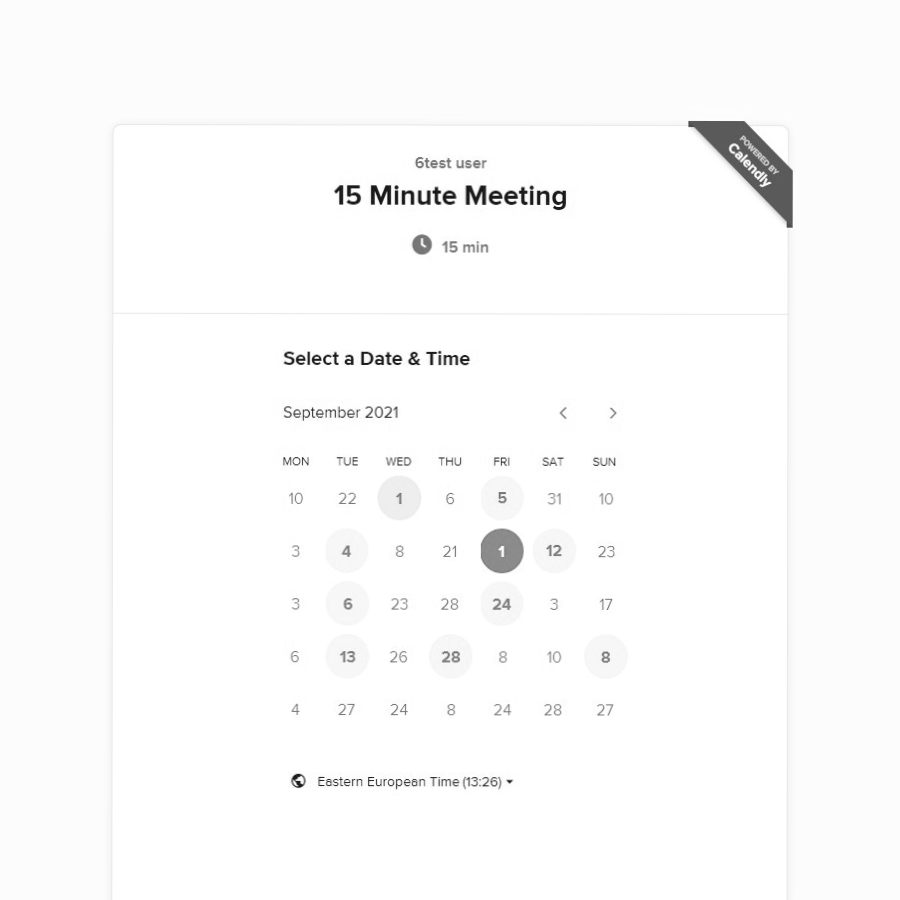 6test user
POWERED BY
Calendly
15 Minute Meeting
15 min
Select a Date & Time
September 2021
MON TUE WED THU FRI SAT SUN
10 22 1 6 5 31 10
3 4 8 21 1 12 23
3 6 23 28 24 3 17
6 13 26 28 8 10 8
4 27 24 8 24 28 27
Eastern European Time (13:26)